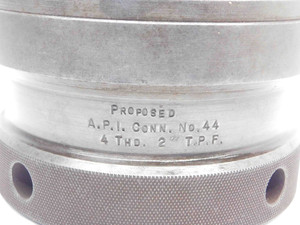 PROPOSED
A.P.I. CONN. NO. 44
4 THD. 2 T.P.F.